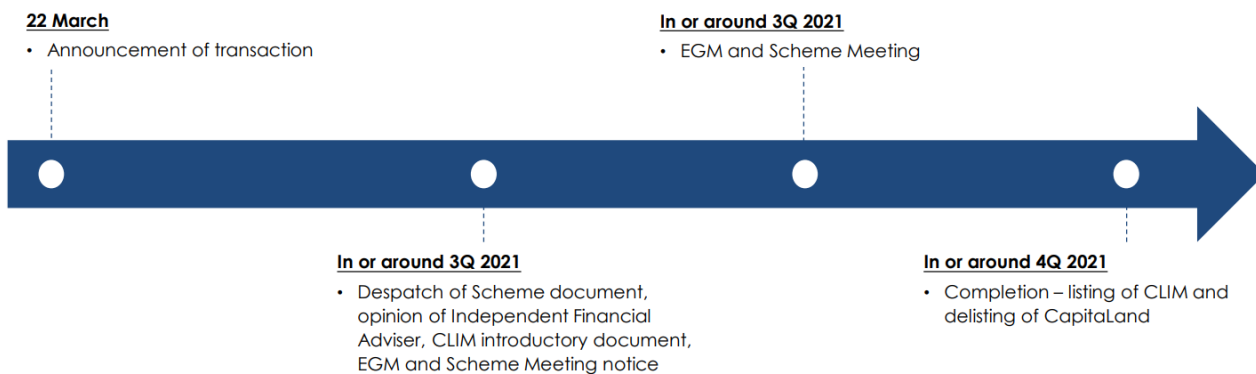 22 March
• Announcement of transaction
In or around 3Q 2021
• Despatch of Scheme document,
opinion of Independent Financial
Adviser, CLIM introductory document,
EGM and Scheme Meeting notice
In or around 3Q 2021
• EGM and Scheme Meeting
In or around 4Q 2021
• Completion – listing of CLIM and
delisting of CapitaLand